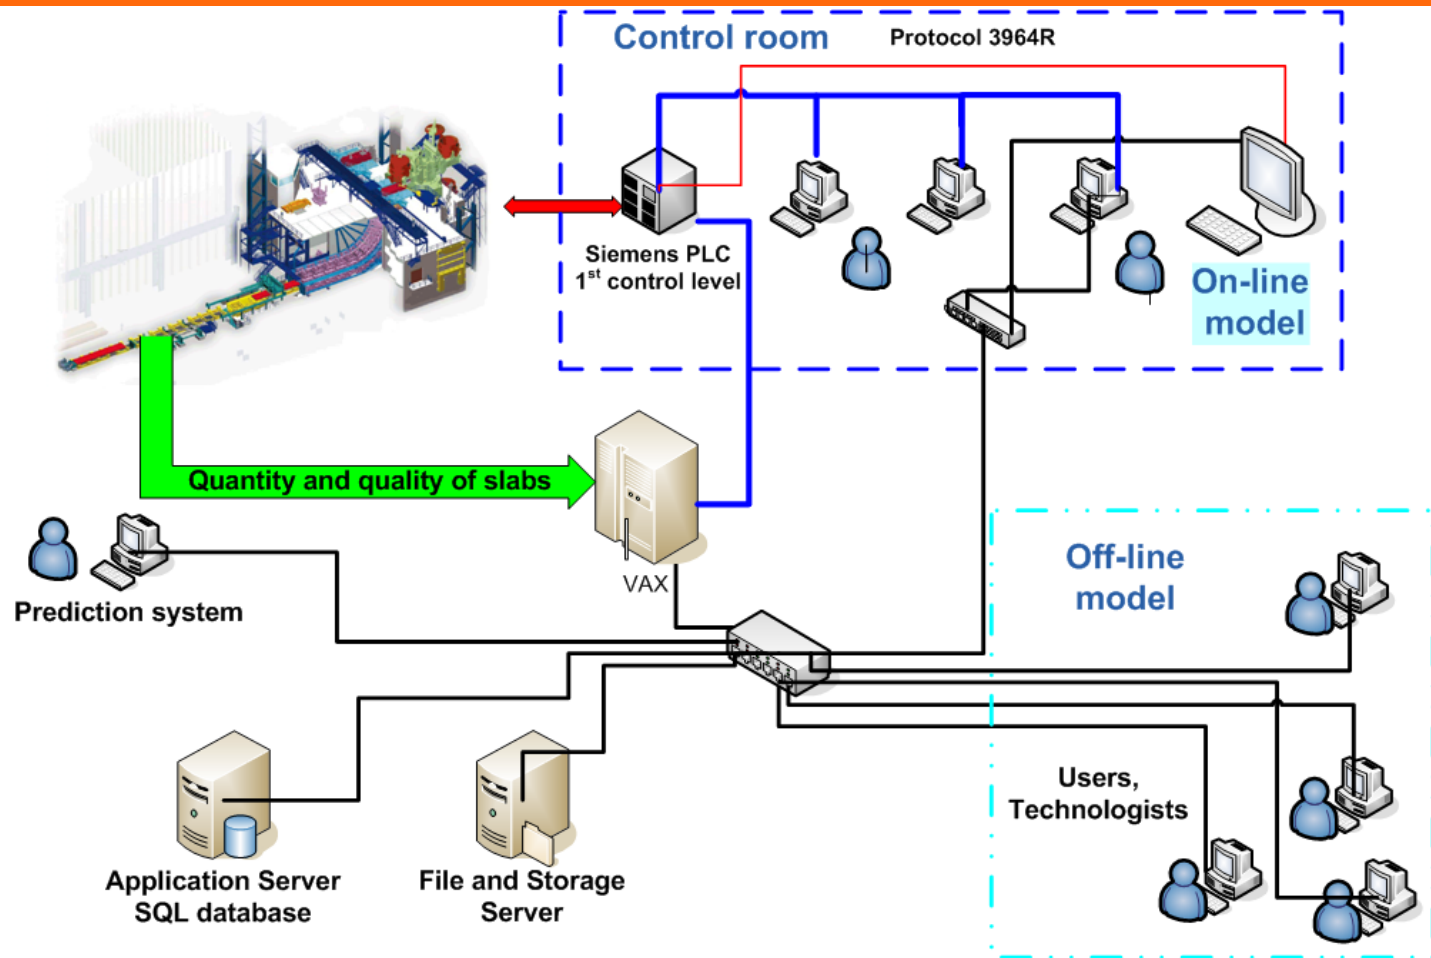 Control room
Protocol 3964R
Siemens PLC
1st control level
On-line
model
Quantity and quality of slabs
VAX
Prediction system
Off-line
model
Users,
Technologists
Application Server
SQL database
File and Storage
Server